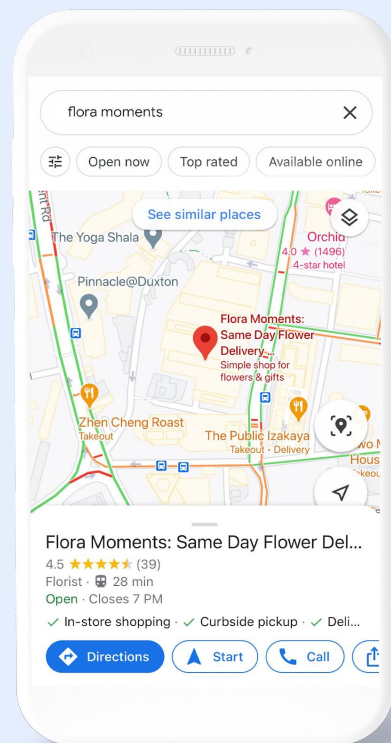 flora moments
Open now
Top rated
Available online
nt Rd
See similar places
The Yoga Shala
Orchid
4.0 ★ (1496)
4-star hotel
Pinnacle@Duxton
Flora Moments:
Same Day Flower
Delivery...
Simple shop for
flowers & gifts
Zhen Cheng Roast
Takeout
The Public Izakaya
Takeout • Delivery
Flora Moments: Same Day Flower Del...
4.5 ★★★★★ (39)
Florist · 28 min
Open · Closes 7 PM
✓ In-store shopping · ✓ Curbside pickup · ✓ Deli...
Directions
Start
Call